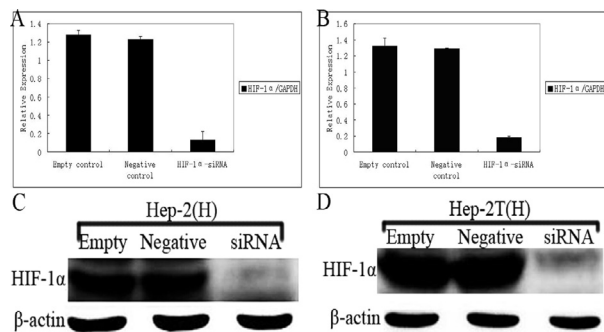 A
1.4
1.2
1
0.8
0.6
0.4
0.2
0
Relative Expression
Empty control
Negative control
HIF-1α-siRNA
HIF-1α/GAPDH
B
1.6
1.4
1.2
1
0.8
0.6
0.4
0.2
0
Relative Expression
Empty control
Negative control
HIF-1α-siRNA
HIF-1α/GAPDH
C
Hep-2(H)
Empty Negative siRNA
HIF-1α
β-actin
D
Hep-2T(H)
Empty Negative siRNA
HIF-1α
β-actin